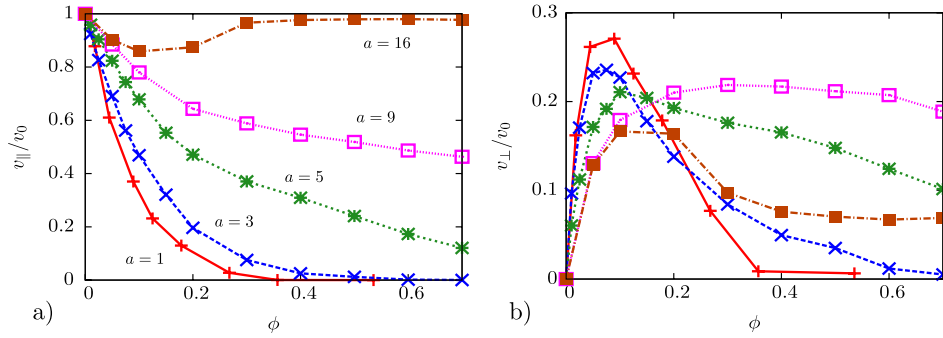 1
0.8
0.6
0.4
0.2
0
v∥/v0
a = 16
a = 9
a = 5
a = 3
a = 1
0 0.2 0.4 0.6
a) ϕ
0.3
0.2
0.1
0
v⊥/v0
0 0.2 0.4 0.6
b) ϕ